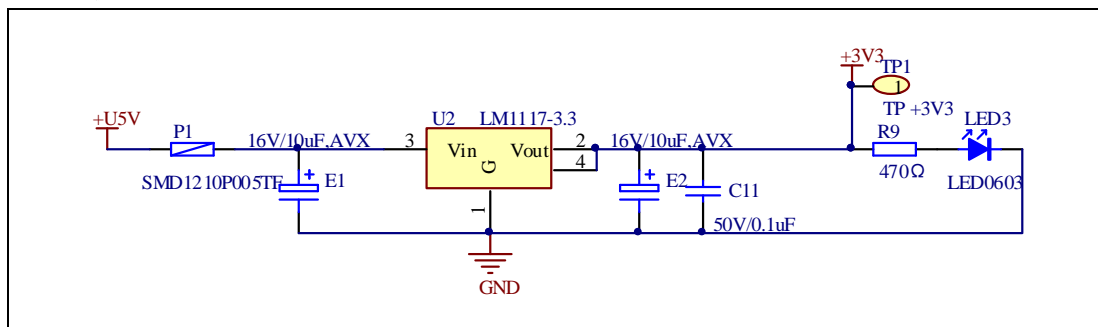 +3V3
TP1
1
TP +3V3
+U5V
P1
SMD1210P005TF
16V/10uF,AVX
E1
U2
LM1117-3.3
3
Vin
G
Vout
2
4
1
16V/10uF,AVX
E2
C11
50V/0.1uF
R9
470Ω
LED3
LED0603
GND